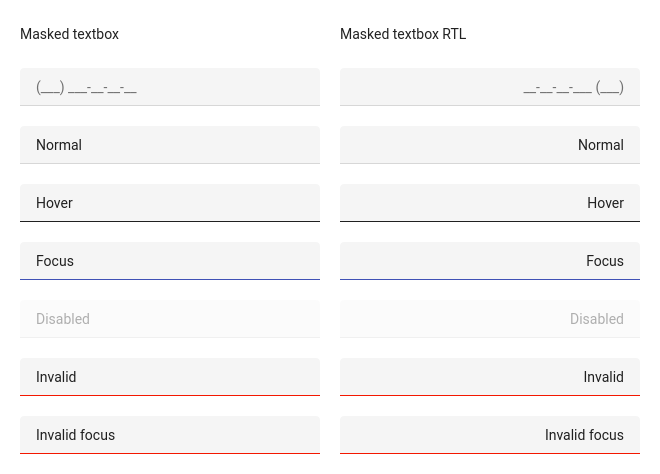 Masked textbox
(___) ___-__-__-__
Normal
Hover
Focus
Disabled
Invalid
Invalid focus
Masked textbox RTL
__-__-__-___ (___)
Normal
Hover
Focus
Disabled
Invalid
Invalid focus